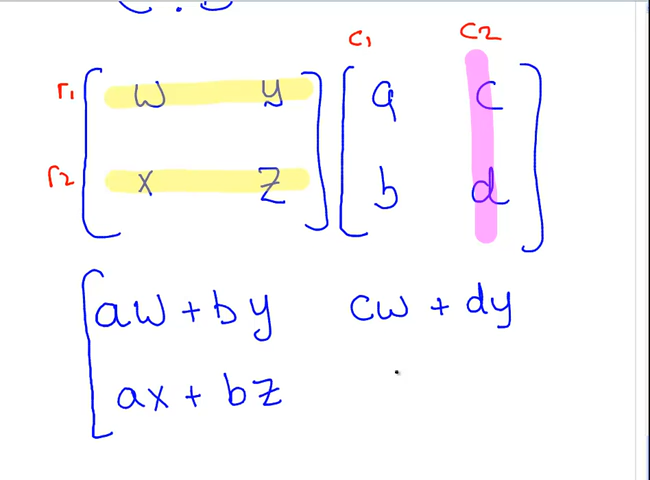 C1 C2
r1 [ w y ] [ a c ]
r2 [ x z ] [ b d ]
[ aw + by cw + dy
ax + bz